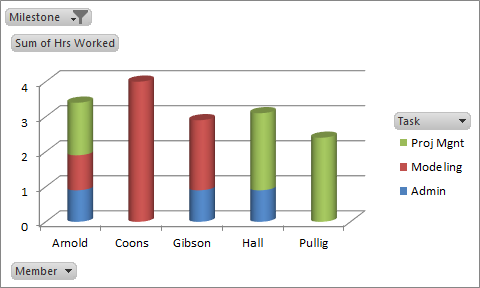 Milestone
Sum of Hrs Worked
4
3
2
1
0
Arnold Coons Gibson Hall Pullig
Task
Proj Mgnt
Modeling
Admin
Member